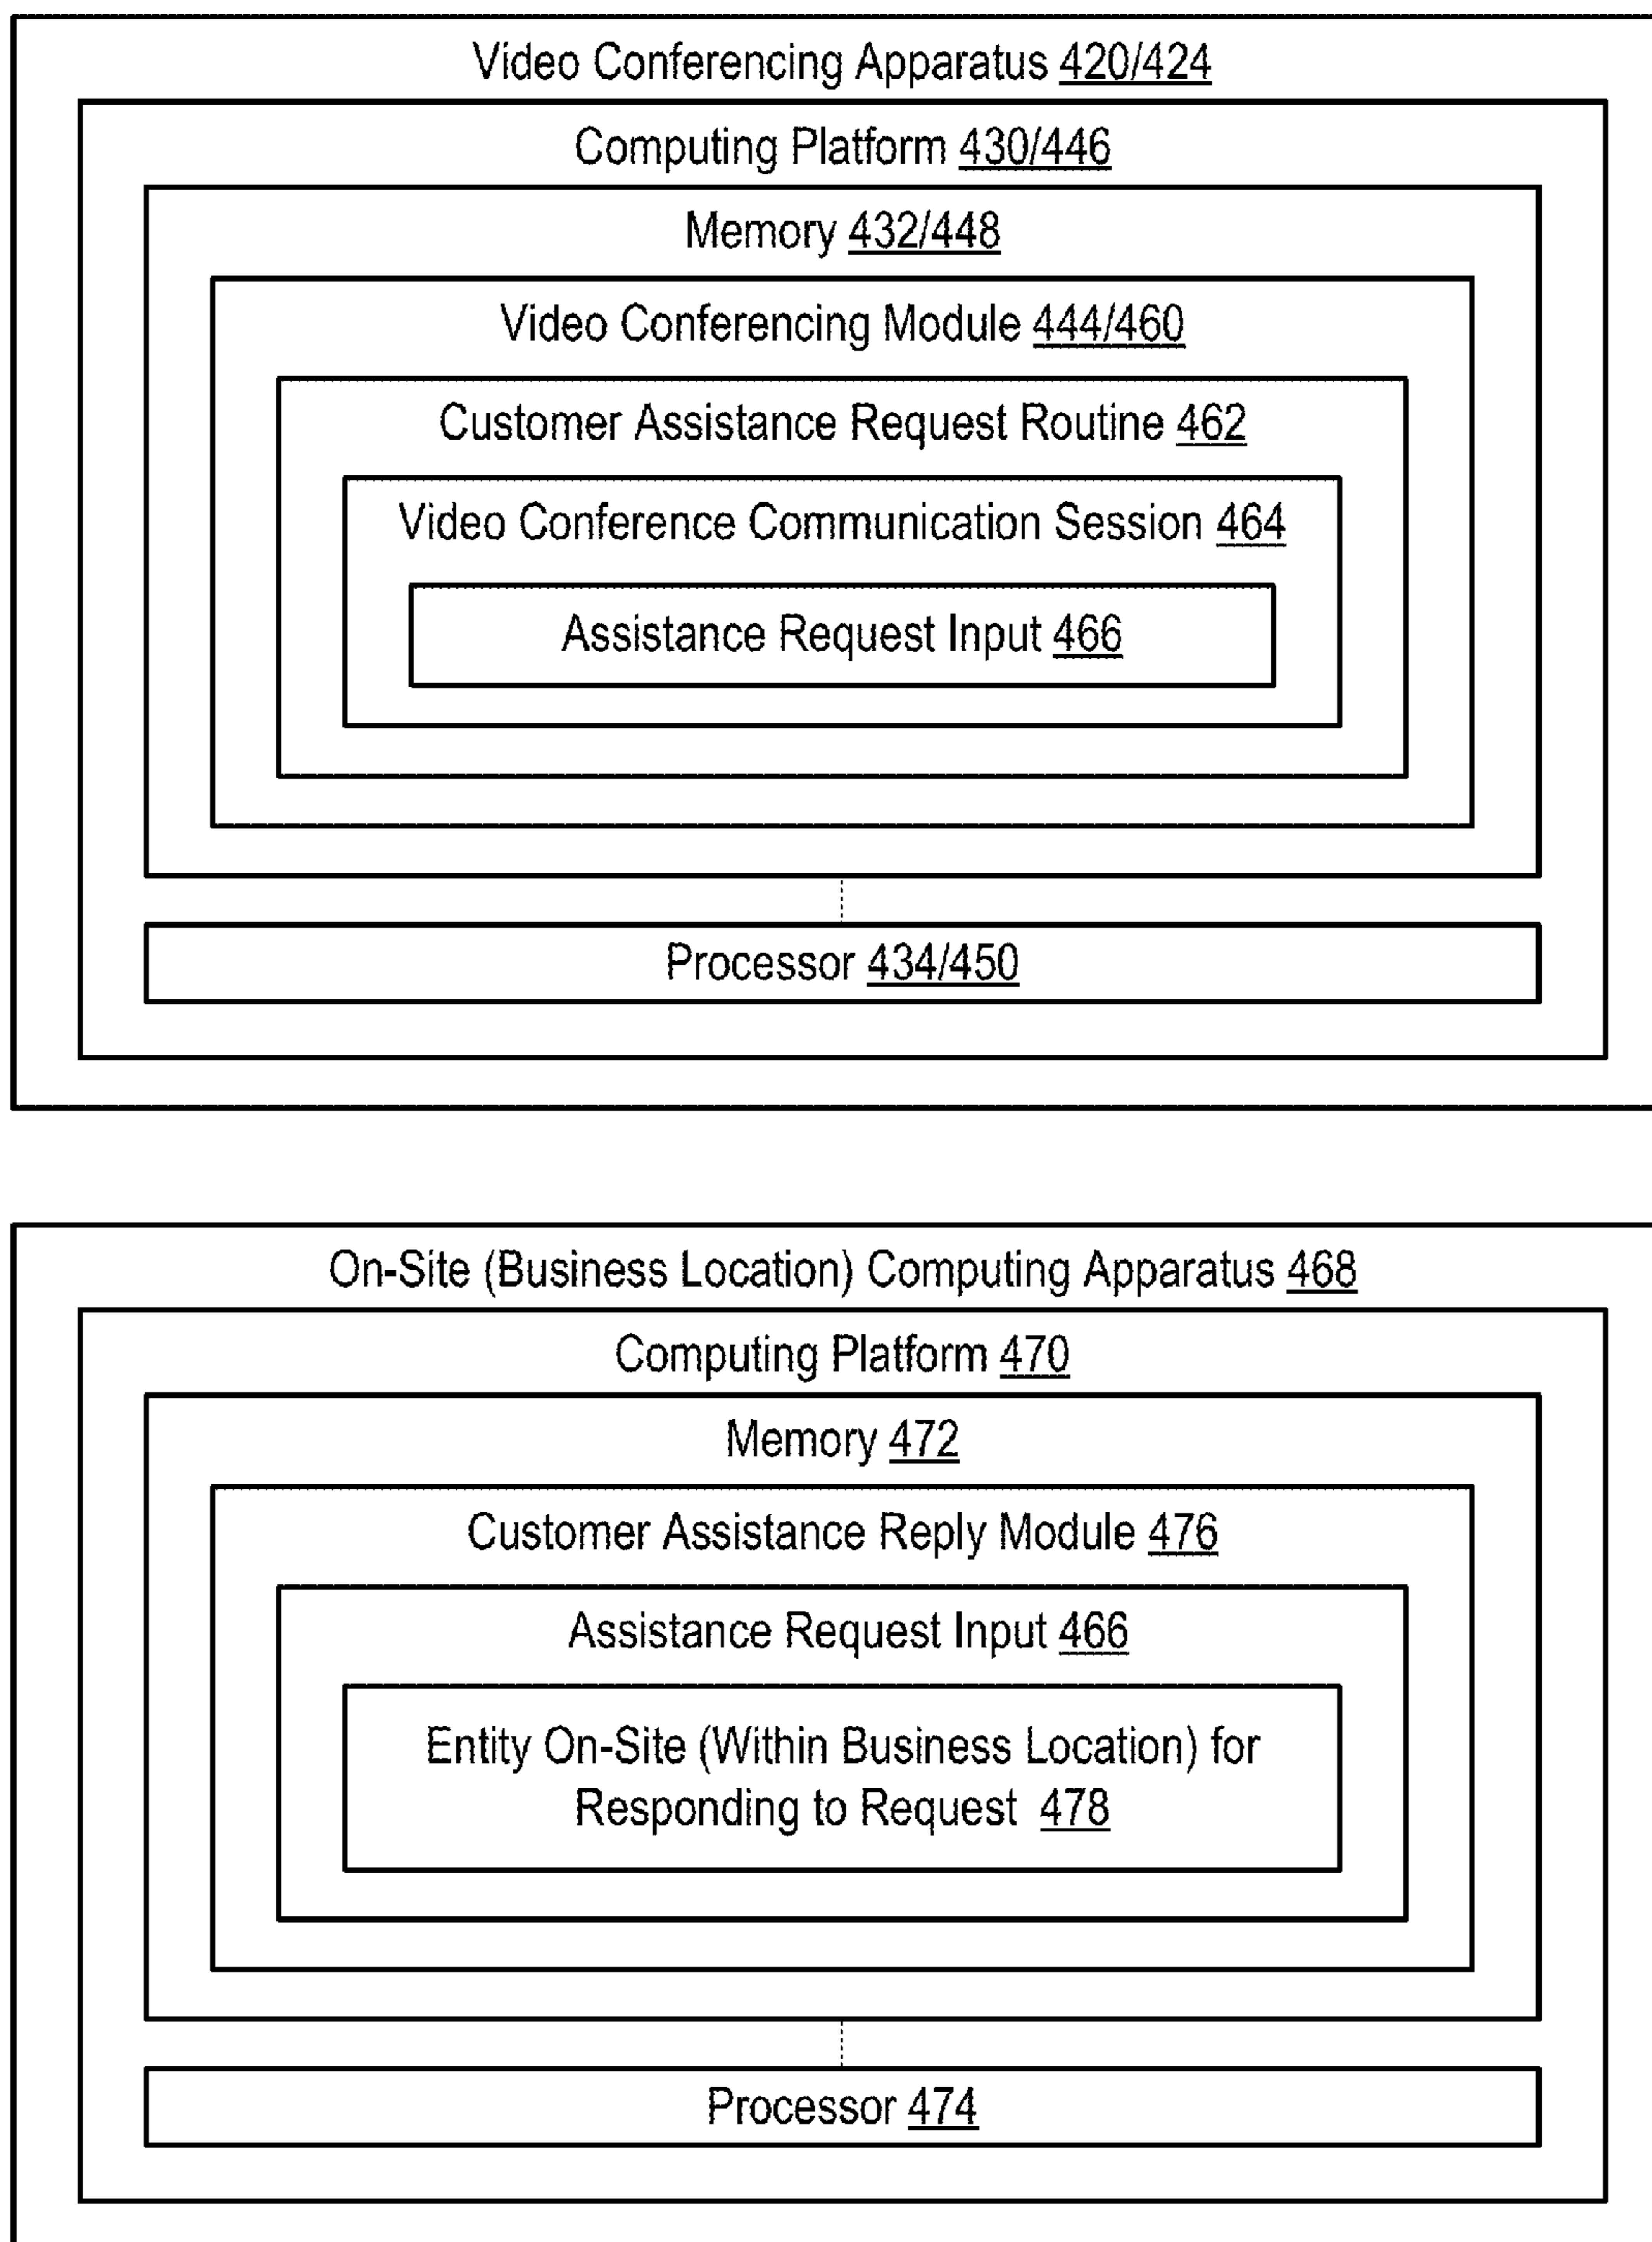 Video Conferencing Apparatus 420/424
Computing Platform 430/446
Memory 432/448
Video Conferencing Module 444/460
Customer Assistance Request Routine 462
Video Conference Communication Session 464
Assistance Request Input 466
Processor 434/450
On-Site (Business Location) Computing Apparatus 468
Computing Platform 470
Memory 472
Customer Assistance Reply Module 476
Assistance Request Input 466
Entity On-Site (Within Business Location) for
Responding to Request 478
Processor 474